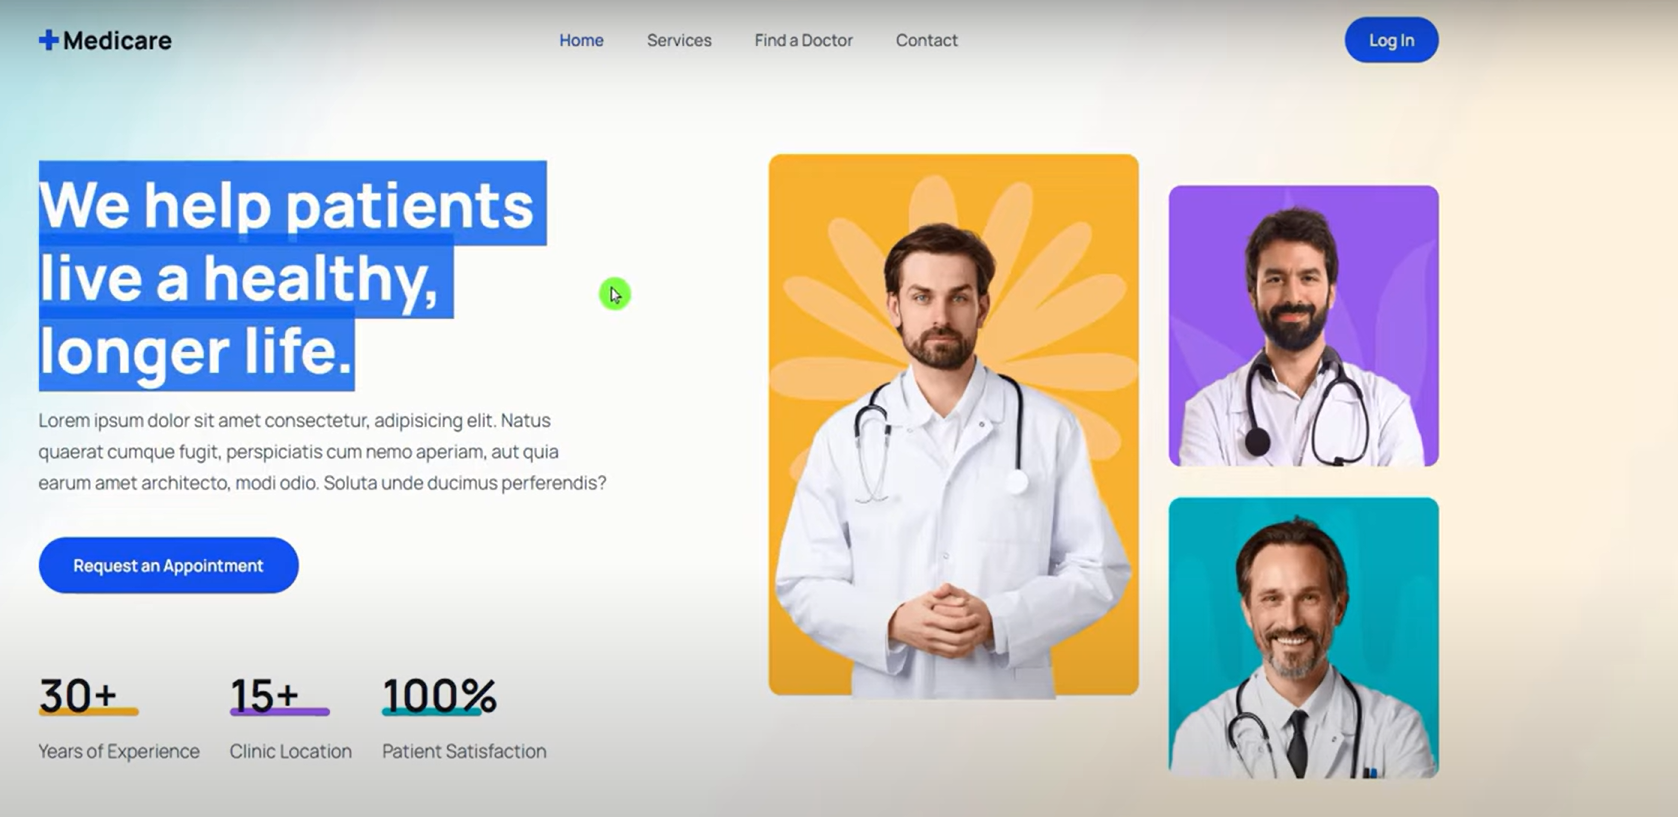 Medicare
Home
Services
Find a Doctor
Contact
Log In
We help patients
live a healthy,
longer life.
Lorem ipsum dolor sit amet consectetur, adipisicing elit. Natus
quaerat cumque fugit, perspiciatis cum nemo aperiam, aut quia
earum amet architecto, modi odio. Soluta unde ducimus perferendis?
Request an Appointment
30+
Years of Experience
15+
Clinic Location
100%
Patient Satisfaction